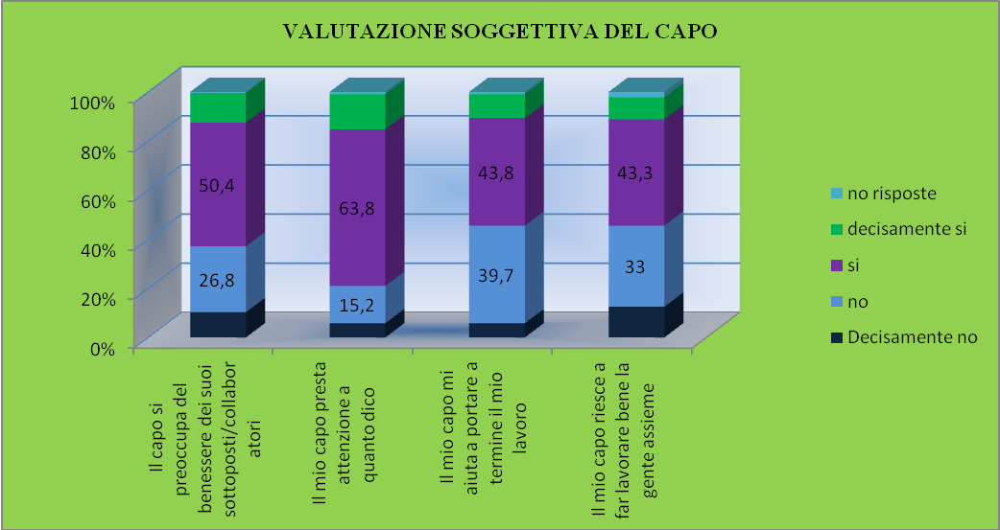 VALUTAZIONE SOGGETTIVA DEL CAPO
100%
80%
60%
40%
20%
0%
50,4
26,8
63,8
15,2
43,8
39,7
43,3
33
no risposte
decisamente si
si
no
Decisamente no
Il capo si
preoccupa del
benessere dei suoi
sottoposti/collabor
atori
Il mio capo presta
attenzione a
quanto dico
Il mio capo mi
aiuta a portare a
termine il mio
lavoro
Il mio capo riesce a
far lavorare bene la
gente assieme